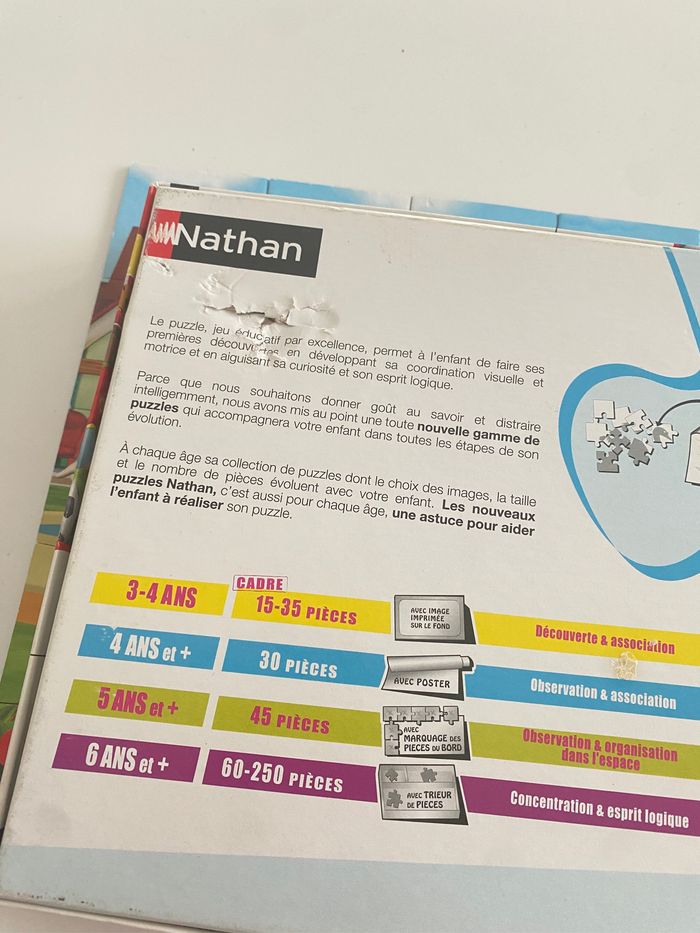 Nathan
Le puzzle, jeu éducatif par excellence, permet à l'enfant de faire ses
premières découvertes en développant sa coordination visuelle et
motrice et en aiguisant sa curiosité et son esprit logique.
Parce que nous souhaitons donner goût au savoir et distraire
intelligemment, nous avons mis au point une toute nouvelle gamme de
puzzles qui accompagnera votre enfant dans toutes les étapes de son
évolution.
À chaque âge sa collection de puzzles dont le choix des images, la taille
et le nombre de pièces évoluent avec votre enfant. Les nouveaux
puzzles Nathan, c'est aussi pour chaque âge, une astuce pour aider
l'enfant à réaliser son puzzle.
CADRE
3-4 ANS 15-35 PIÈCES AVEC IMAGE
IMPRIMÉE
SUR LE FOND
Découverte & association
4 ANS et + 30 PIÈCES AVEC POSTER Observation & association
5 ANS et + 45 PIÈCES AVEC
MARQUAGE DES
PIECES DU BORD
Observation & organisation
dans l'espace
6 ANS et + 60-250 PIÈCES AVEC TRIEUR
DE PIECES
Concentration & esprit logique